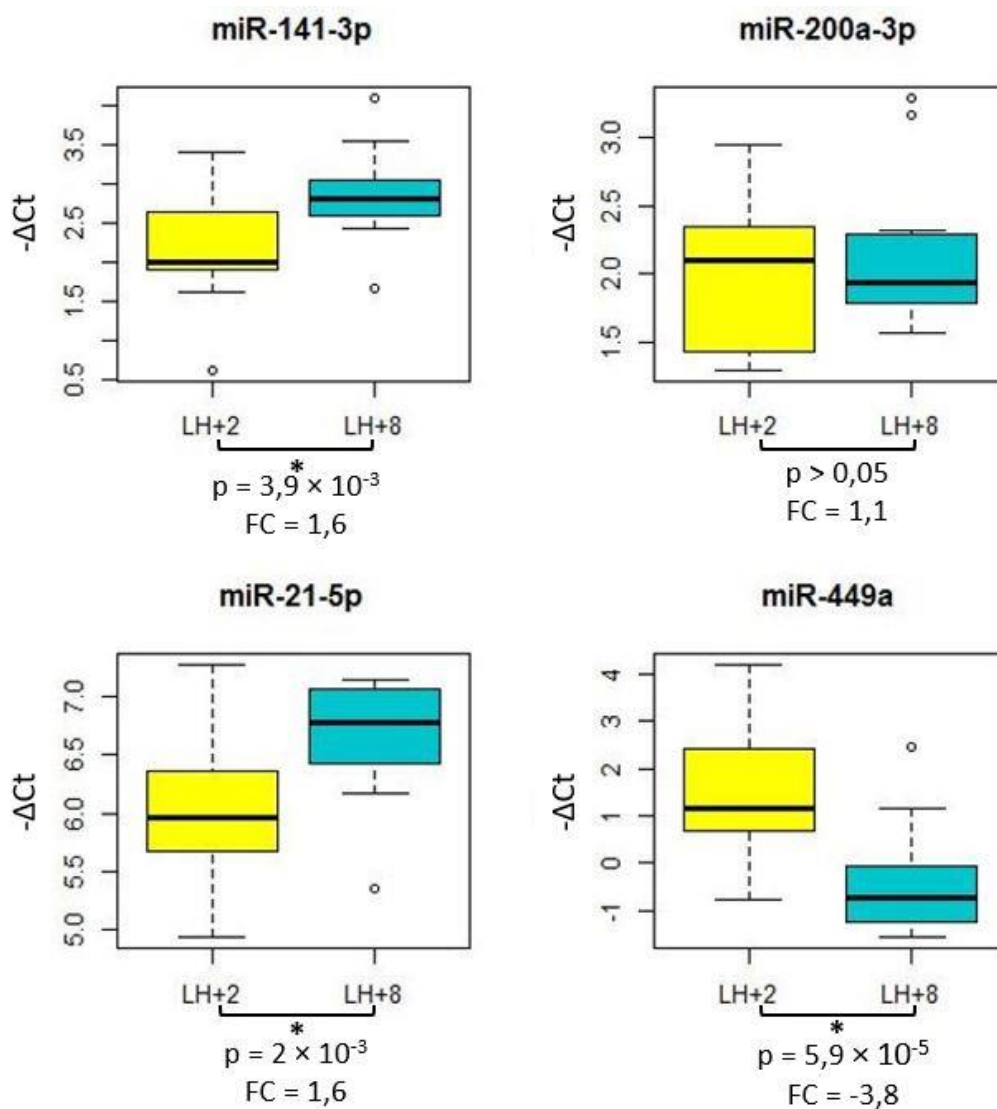 miR-141-3p
-ΔCt
3.5
2.5
1.5
0.5
LH+2 LH+8
*
p = 3,9 × 10⁻³
FC = 1,6
miR-200a-3p
-ΔCt
3.0
2.5
2.0
1.5
LH+2 LH+8
p > 0,05
FC = 1,1
miR-21-5p
-ΔCt
7.0
6.5
6.0
5.5
5.0
LH+2 LH+8
*
p = 2 × 10⁻³
FC = 1,6
miR-449a
-ΔCt
4
3
2
1
0
-1
LH+2 LH+8
*
p = 5,9 × 10⁻⁵
FC = -3,8